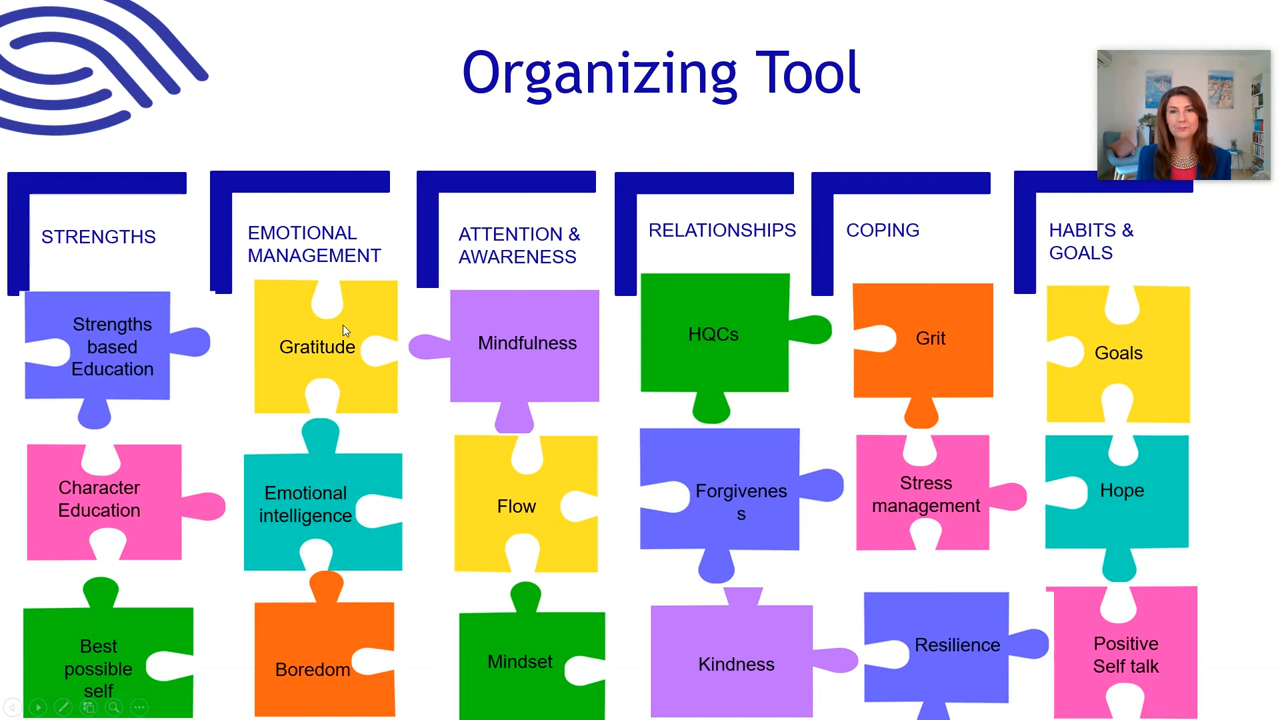 Organizing Tool
STRENGTHS
EMOTIONAL
MANAGEMENT
ATTENTION &
AWARENESS
RELATIONSHIPS
COPING
HABITS &
GOALS
Strengths
based
Education
Gratitude
Mindfulness
HQCs
Grit
Goals
Character
Education
Emotional
intelligence
Flow
Forgivenes
s
Stress
management
Hope
Best
possible
self
Boredom
Mindset
Kindness
Resilience
Positive
Self talk